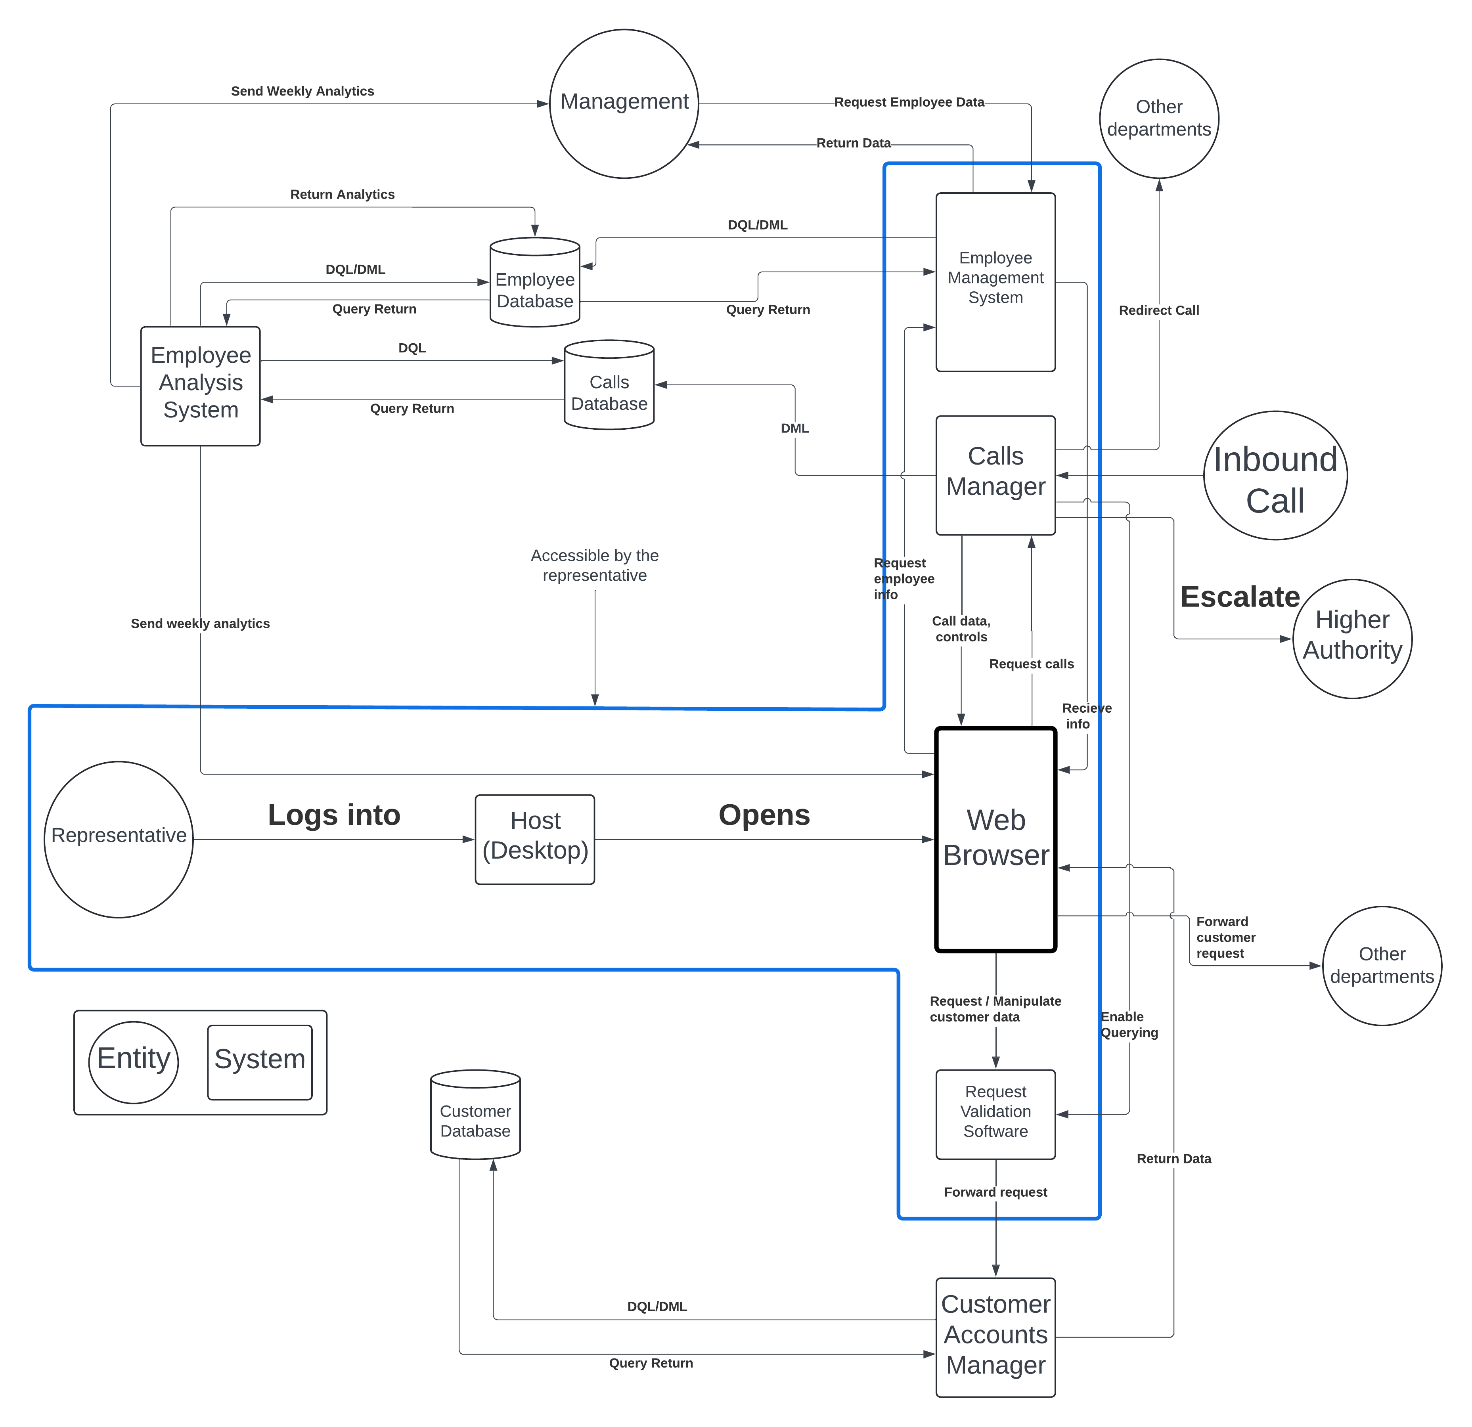 Send Weekly Analytics
Management
Request Employee Data
Return Data
Other
departments
Return Analytics
DQL/DML
DQL/DML
Query Return
Employee
Database
Query Return
Employee
Management
System
Redirect Call
Employee
Analysis
System
DQL
Query Return
Calls
Database
DML
Calls
Manager
Inbound
Call
Accessible by the
representative
Request
employee
info
Call data,
controls
Request calls
Escalate
Higher
Authority
Send weekly analytics
Recieve
info
Representative
Logs into
Host
(Desktop)
Opens
Web
Browser
Forward
customer
request
Other
departments
Request / Manipulate
customer data
Enable
Querying
Entity
System
Customer
Database
Request
Validation
Software
Return Data
Forward request
DQL/DML
Query Return
Customer
Accounts
Manager